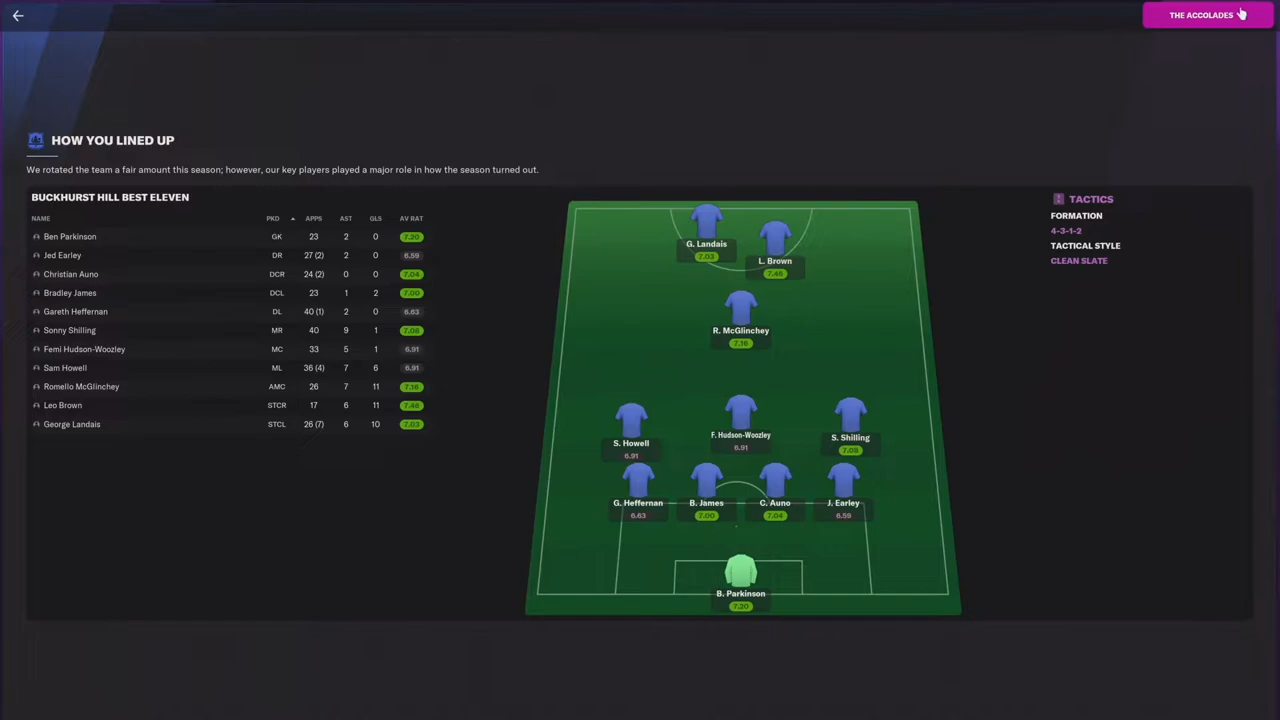 THE ACCOLADES
HOW YOU LINED UP
We rotated the team a fair amount this season; however, our key players played a major role in how the season turned out.
BUCKHURST HILL BEST ELEVEN
NAME PKD APPS AST GLS AV RAT
Ben Parkinson GK 23 2 0 7.20
Jed Earley DR 27 (2) 2 0 6.59
Christian Auno DCR 24 (2) 0 0 7.04
Bradley James DCL 23 1 2 7.00
Gareth Heffernan DL 40 (1) 2 0 6.63
Sonny Shilling MR 40 9 1 7.08
Femi Hudson-Woozley MC 33 5 1 6.91
Sam Howell ML 36 (4) 7 6 6.91
Romello McGlinchey AMC 26 7 11 7.16
Leo Brown STCR 17 6 11 7.46
George Landais STCL 26 (7) 6 10 7.03
G. Landais
7.03
L. Brown
7.46
R. McGlinchey
7.16
S. Howell
6.91
F. Hudson-Woozley
6.91
S. Shilling
7.08
G. Heffernan
6.63
B. James
7.00
C. Auno
7.04
J. Earley
6.59
B. Parkinson
7.20
TACTICS
FORMATION
4-3-1-2
TACTICAL STYLE
CLEAN SLATE